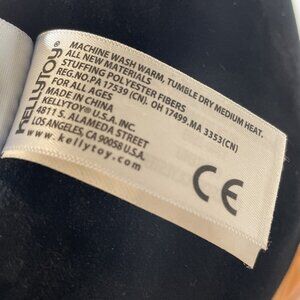 KELLYTOY®
MACHINE WASH WARM, TUMBLE DRY MEDIUM HEAT.
ALL NEW MATERIALS
STUFFING POLYESTER FIBERS
REG.NO.PA 17539 (CN), OH 17499.MA 3353(CN)
FOR ALL AGES
MADE IN CHINA
KELLYTOY® U.S.A. INC.
4811 S. ALAMEDA STREET
LOS ANGELES, CA 90058 U.S.A.
www.kellytoy.com
CE